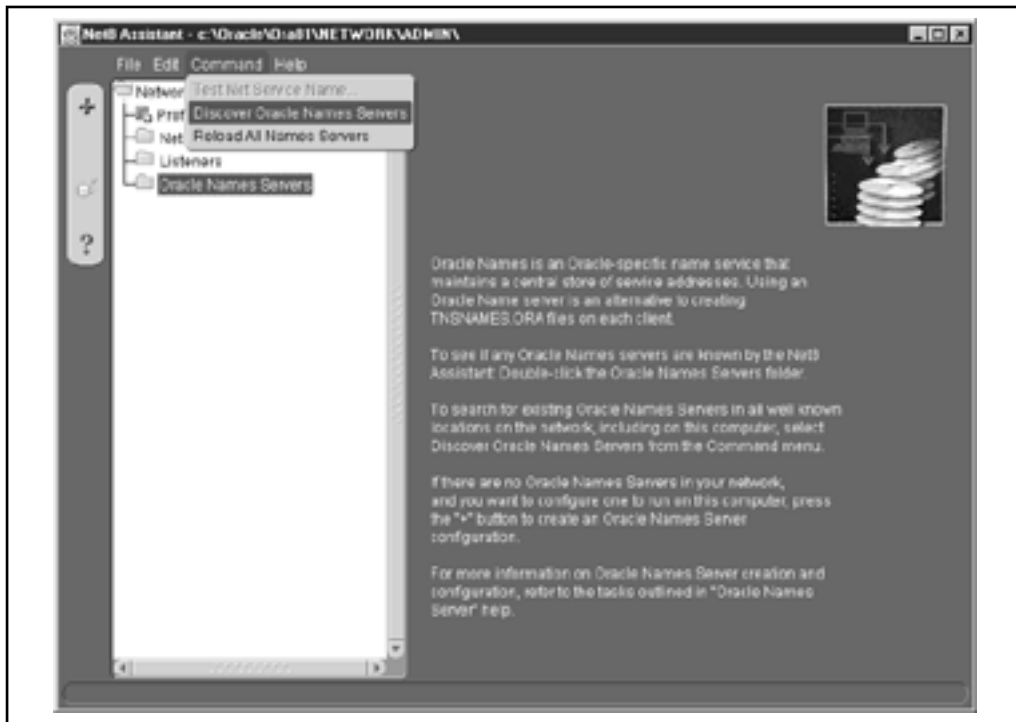 Net8 Assistant - c:\Oracle\Ora81\NETWORK\ADMIN\
File Edit Command Help
Networ
Test Net Service Name...
Prof
Discover Oracle Names Servers
Net
Reload All Names Servers
Listeners
Oracle Names Servers
?
Oracle Names is an Oracle-specific name service that
maintains a central store of service addresses. Using an
Oracle Name server is an alternative to creating
TNSNAMES.ORA files on each client.
To see if any Oracle Names servers are known by the Net8
Assistant: Double-click the Oracle Names Servers folder.
To search for existing Oracle Names Servers in all well known
locations on the network, including on this computer, select
Discover Oracle Names Servers from the Command menu.
If there are no Oracle Names Servers in your network,
and you want to configure one to run on this computer, press
the "+" button to create an Oracle Names Server
configuration.
For more information on Oracle Names Server creation and
configuration, refer to the tasks outlined in "Oracle Names
Server" help.